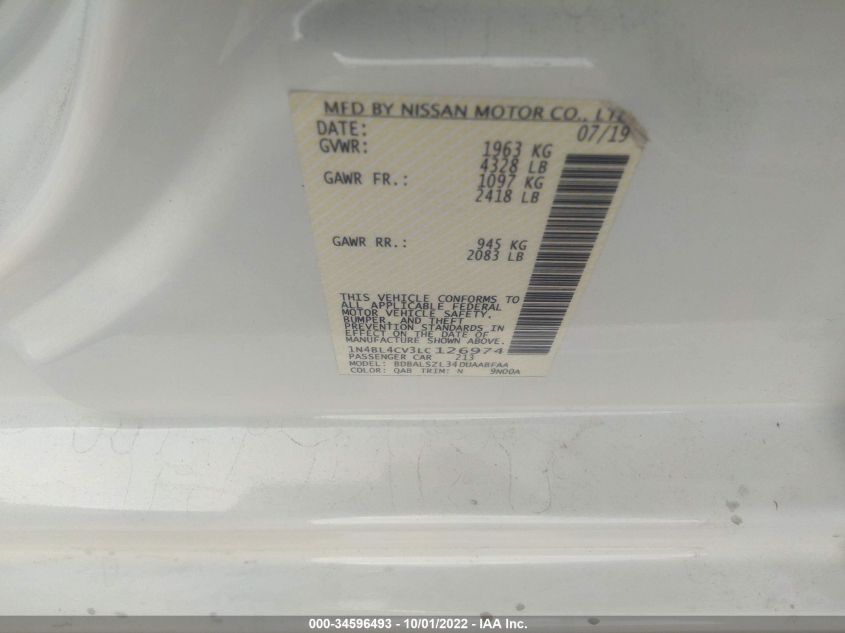 MFD BY NISSAN MOTOR CO., LTD
DATE: 07/19
GVWR: 1963 KG
4328 LB
GAWR FR.: 1097 KG
2418 LB
GAWR RR.: 945 KG
2083 LB
THIS VEHICLE CONFORMS TO
ALL APPLICABLE FEDERAL
MOTOR VEHICLE SAFETY,
BUMPER, AND THEFT
PREVENTION STANDARDS IN
EFFECT ON THE DATE OF
MANUFACTURE SHOWN ABOVE.
1N4BL4CV3LC126974
PASSENGER CAR 213
MODEL: BDBALSZL34DUAABFAA
COLOR: QAB TRIM: N 9N00A
000-34596493 - 10/01/2022 - IAA Inc.